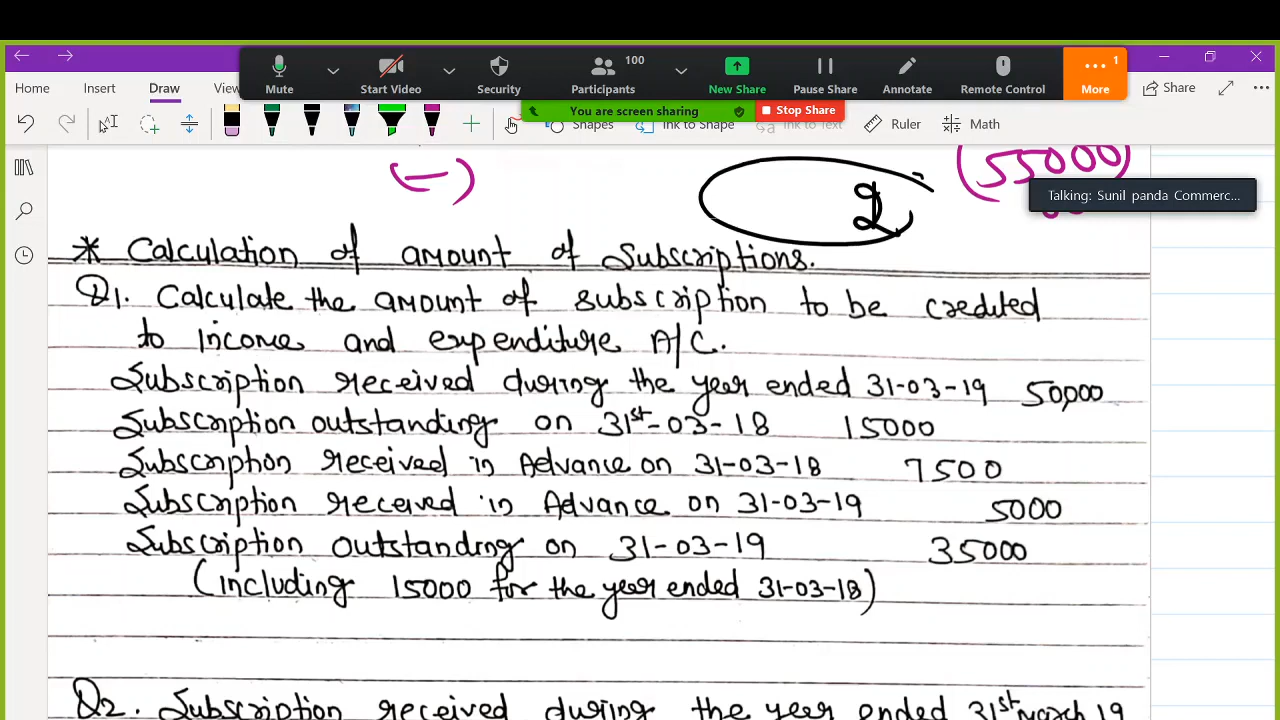 100
1
Mute
Start Video
Security
Participants
New Share
Pause Share
Annotate
Remote Control
More
Home
Insert
Draw
Share
You are screen sharing
Stop Share
Shapes
Ink to Shape
Ink to Text
Ruler
Math
(-)
(55000)
Talking: Sunil panda Commerc...
* Calculation of amount of Subscriptions.
Q1. Calculate the amount of subscription to be credited
to Income and expenditure A/C.
Subscription received during the year ended 31-03-19 50,000
Subscription outstanding on 31st-03-18 15000
Subscription received in Advance on 31-03-18 7500
Subscription received in Advance on 31-03-19 5000
Subscription outstanding on 31-03-19 35000
(including 15000 for the year ended 31-03-18)
Q2. Subscription received during the year ended 31st March 19